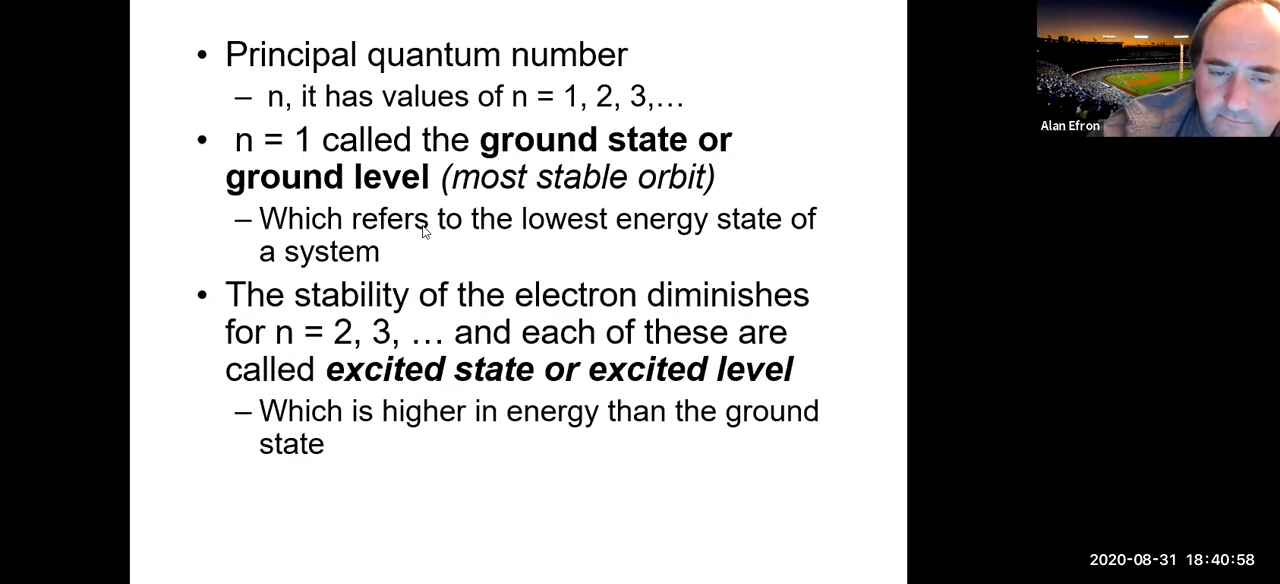 • Principal quantum number
– n, it has values of n = 1, 2, 3,…
• n = 1 called the ground state or
ground level (most stable orbit)
– Which refers to the lowest energy state of
a system
• The stability of the electron diminishes
for n = 2, 3, … and each of these are
called excited state or excited level
– Which is higher in energy than the ground
state
Alan Efron
2020-08-31 18:40:58